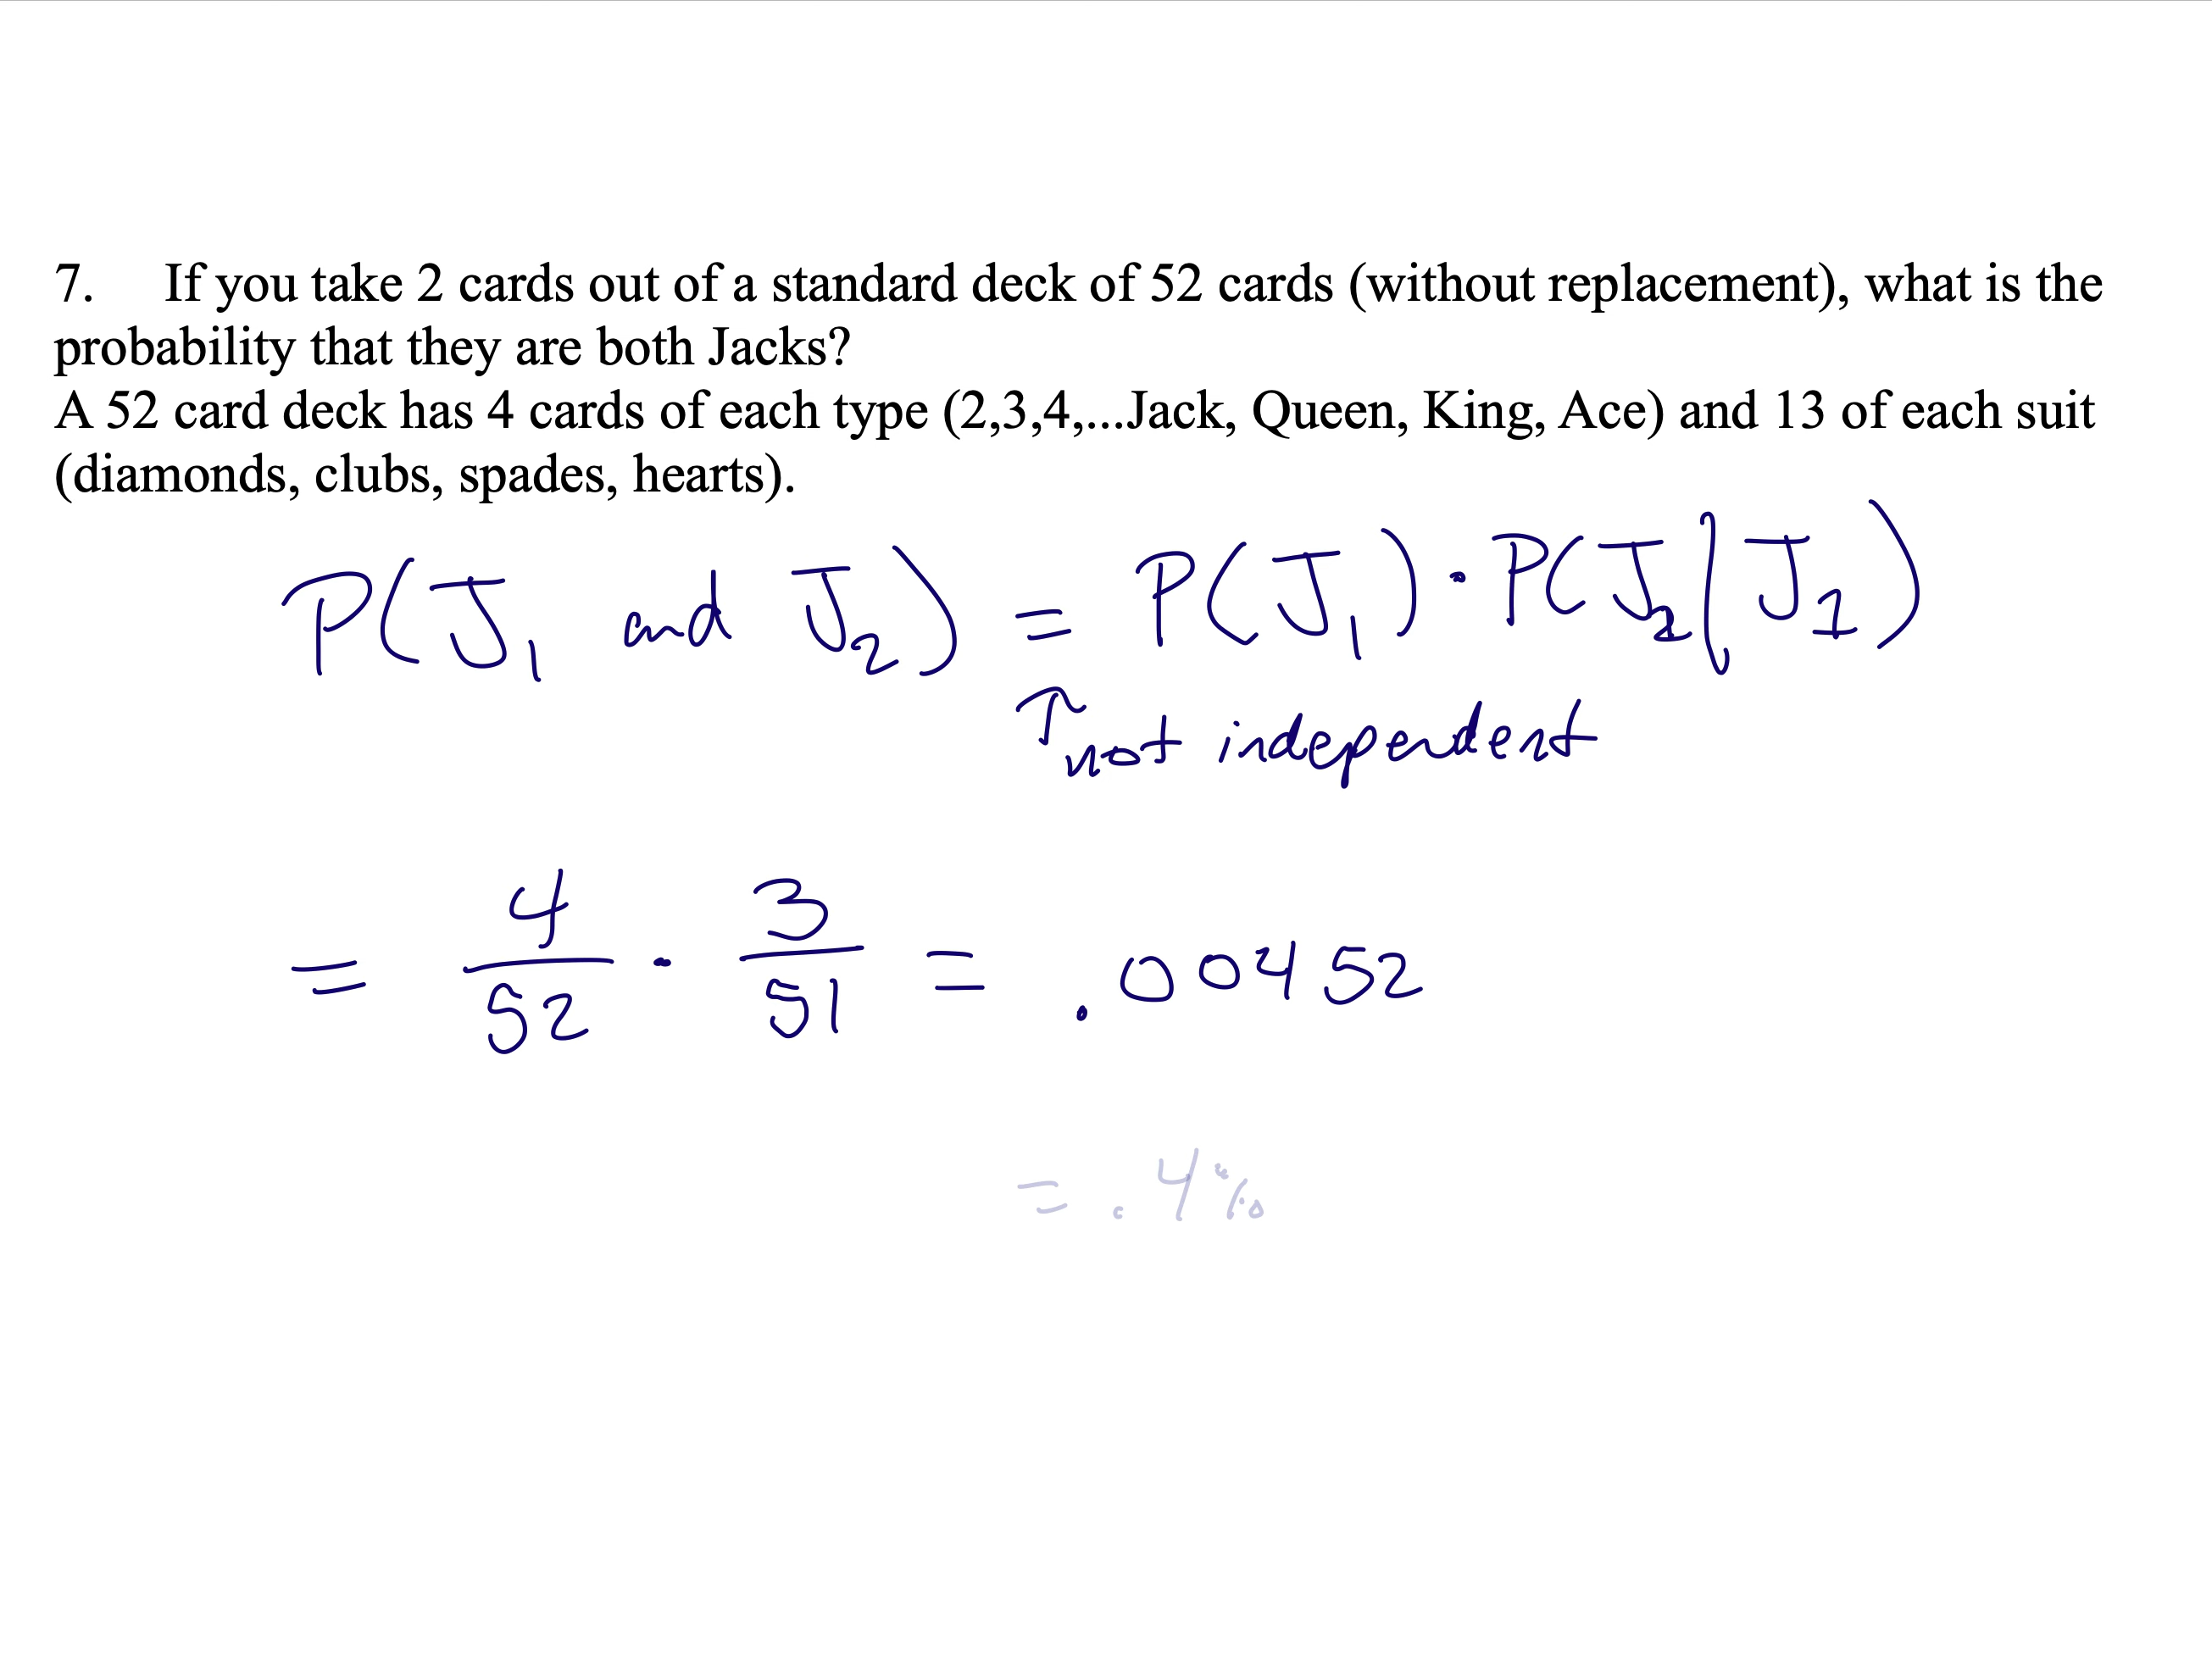 7. If you take 2 cards out of a standard deck of 52 cards (without replacement), what is the
probability that they are both Jacks?
A 52 card deck has 4 cards of each type (2,3,4,....Jack, Queen, King, Ace) and 13 of each suit
(diamonds, clubs, spades, hearts).
P(J₁ and J₂) = P(J₁) · P(J₂|J₁)
↑ not independent
= 4/52 · 3/51 = .00452
= .4%